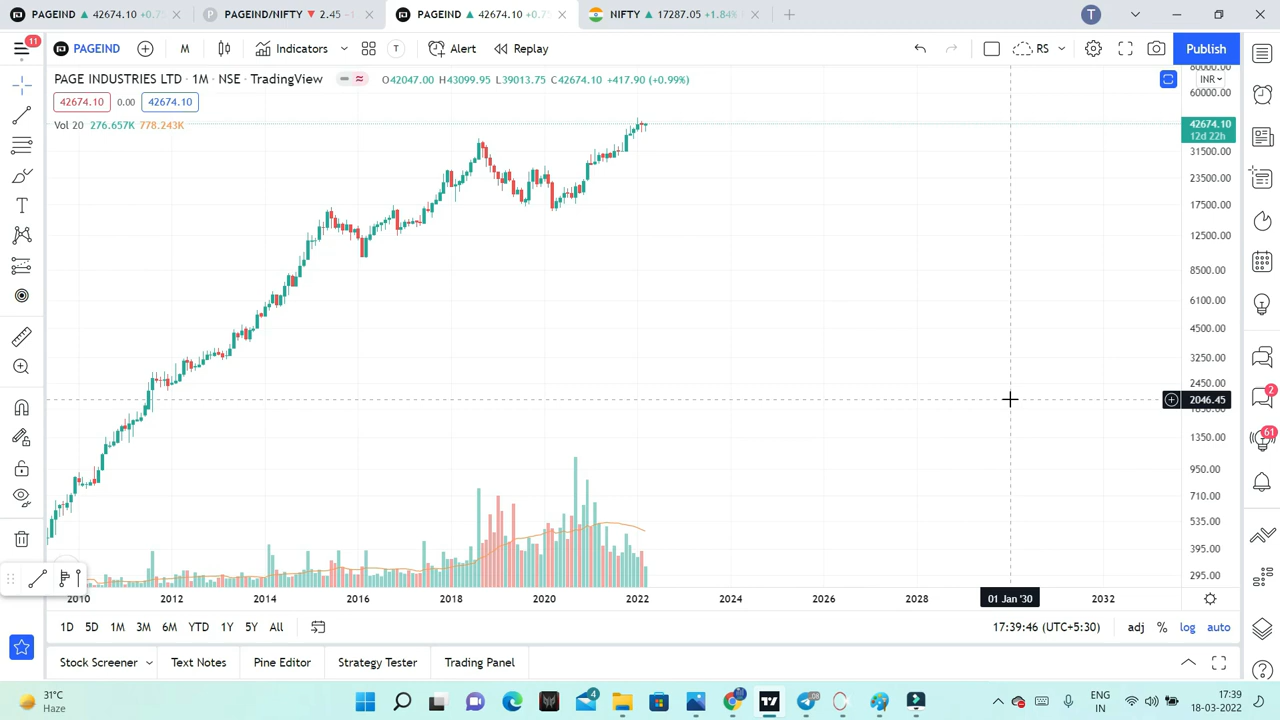 PAGEIND ▲ 42674.10 +0.7
PAGEIND/NIFTY ▼ 2.45 −1
PAGEIND ▲ 42674.10 +0.7
NIFTY ▲ 17287.05 +1.84%
T
11
PAGEIND
M
Indicators
T
Alert
Replay
RS
Publish
PAGE INDUSTRIES LTD · 1M · NSE · TradingView
O42047.00 H43099.95 L39013.75 C42674.10 +417.90 (+0.99%)
INR
42674.10 0.00 42674.10
Vol 20 276.657K 778.243K
60000.00
42674.10
12d 22h
31500.00
23500.00
17500.00
12500.00
8500.00
6100.00
4500.00
3250.00
2450.00
2046.45
1350.00
950.00
710.00
535.00
395.00
295.00
2
61
2010 2012 2014 2016 2018 2020 2022 2024 2026 2028 01 Jan '30 2032
1D 5D 1M 3M 6M YTD 1Y 5Y All
17:39:46 (UTC+5:30) adj % log auto
Stock Screener Text Notes Pine Editor Strategy Tester Trading Panel
31°C
Haze
4
ENG
IN
17:39
18-03-2022